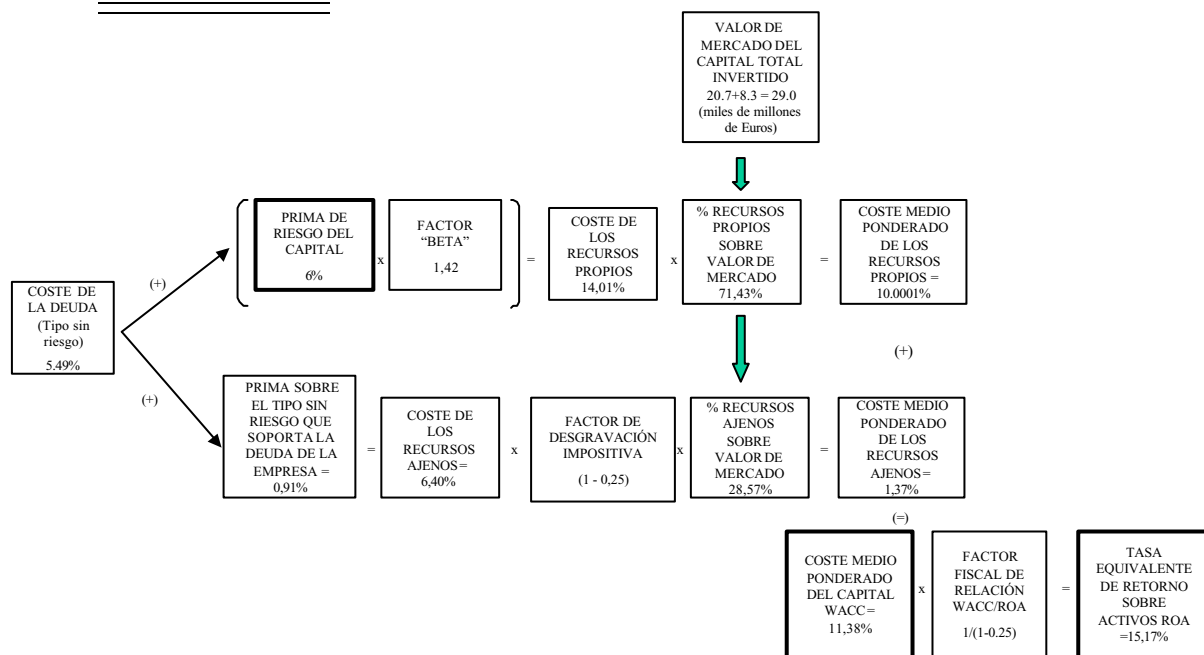 VALOR DE
MERCADO DEL
CAPITAL TOTAL
INVERTIDO
20.7+8.3 = 29.0
(miles de millones
de Euros)
COSTE DE
LA DEUDA
(Tipo sin
riesgo)
5.49%
(+)
PRIMA DE
RIESGO DEL
CAPITAL
6%
x
FACTOR
“BETA”
1,42
=
COSTE DE
LOS
RECURSOS
PROPIOS
14,01%
x
% RECURSOS
PROPIOS
SOBRE
VALOR DE
MERCADO
71,43%
=
COSTE MEDIO
PONDERADO
DE LOS
RECURSOS
PROPIOS =
10.0001%
(+)
(+)
PRIMA SOBRE
EL TIPO SIN
RIESGO QUE
SOPORTA LA
DEUDA DE LA
EMPRESA =
0,91%
=
COSTE DE
LOS
RECURSOS
AJENOS=
6,40%
x
FACTOR DE
DESGRAVACIÓN
IMPOSITIVA
(1 - 0,25)
x
% RECURSOS
AJENOS
SOBRE
VALOR DE
MERCADO
28,57%
=
COSTE MEDIO
PONDERADO
DE LOS
RECURSOS
AJENOS=
1,37%
(=)
COSTE MEDIO
PONDERADO
DEL CAPITAL
WACC=
11,38%
x
FACTOR
FISCAL DE
RELACIÓN
WACC/ROA
1/(1-0.25)
=
TASA
EQUIVALENTE
DE RETORNO
SOBRE
ACTIVOS ROA
=15,17%